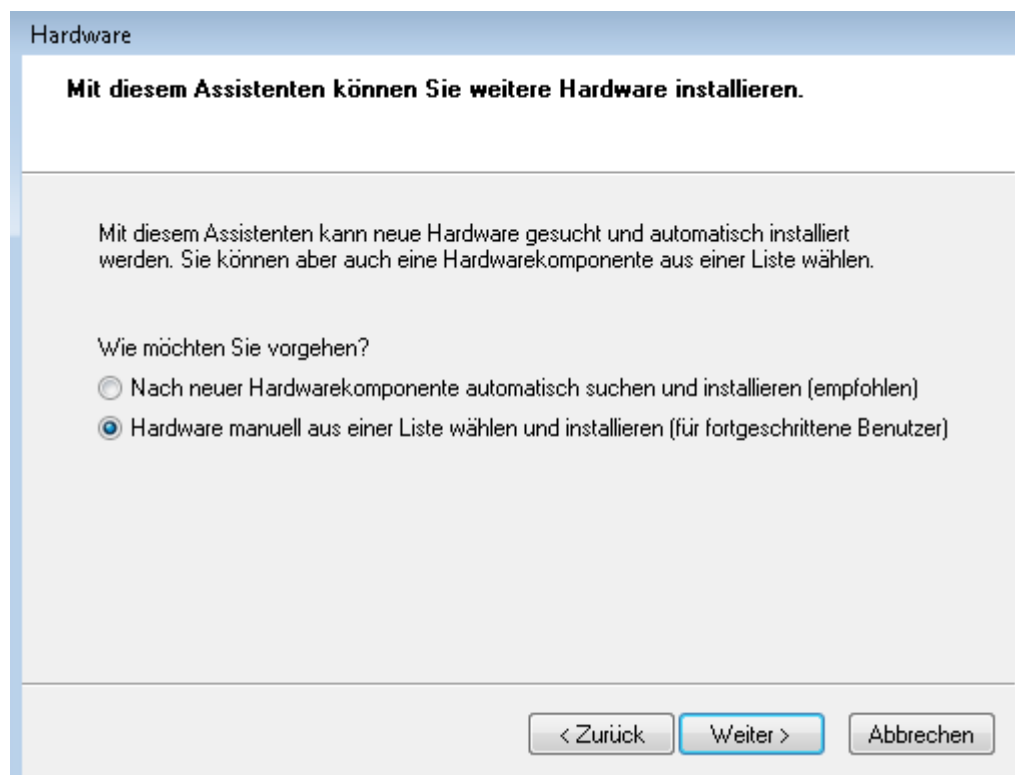 Hardware
Mit diesem Assistenten können Sie weitere Hardware installieren.
Mit diesem Assistenten kann neue Hardware gesucht und automatisch installiert
werden. Sie können aber auch eine Hardwarekomponente aus einer Liste wählen.
Wie möchten Sie vorgehen?
Nach neuer Hardwarekomponente automatisch suchen und installieren (empfohlen)
Hardware manuell aus einer Liste wählen und installieren (für fortgeschrittene Benutzer)
< Zurück Weiter > Abbrechen